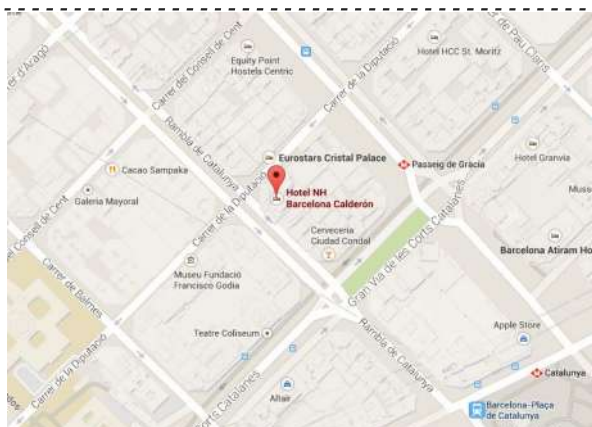 Carrer d'Aragó
Carrer del Consell de Cent
Equity Point
Hostels Centric
Hotel HCC St. Moritz
de Pau Claris
Carrer de la Diputació
Rambla de Catalunya
Eurostars Cristal Palace
Passeig de Gràcia
Hotel Granvia
Cacao Sampaka
Hotel NH
Barcelona Calderón
Galeria Mayoral
Carrer de la Diputació
del Consell de Cent
Cerveceria
Ciudad Condal
Gran Via de les Corts Catalanes
Barcelona Atiram Ho
Museu Fundació
Francisco Godia
Carrer de Balmes
Teatre Coliseum
Rambla de Catalunya
Apple Store
Altaïr
Corts Catalanes
Catalunya
Carrer de la Diputació
Barcelona-Plaça
de Catalunya